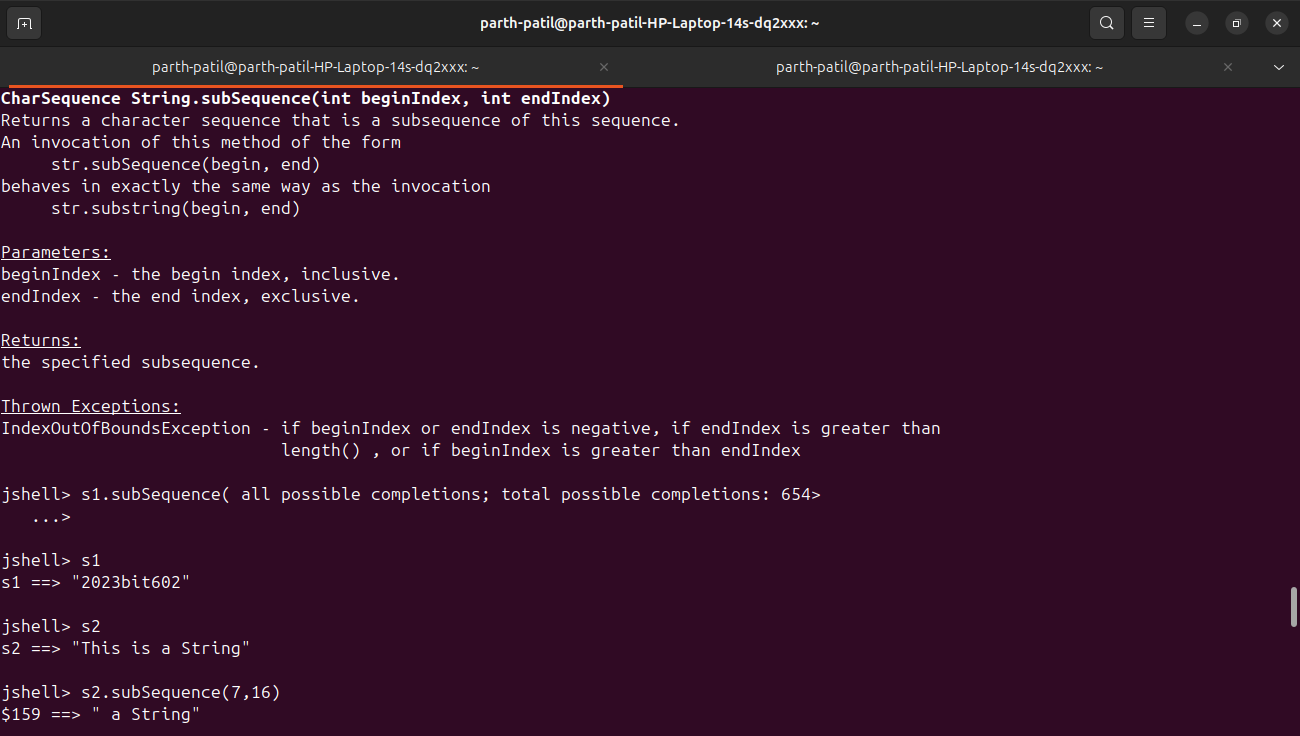 parth-patil@parth-patil-HP-Laptop-14s-dq2xxx: ~
parth-patil@parth-patil-HP-Laptop-14s-dq2xxx: ~
parth-patil@parth-patil-HP-Laptop-14s-dq2xxx: ~
CharSequence String.subSequence(int beginIndex, int endIndex)
Returns a character sequence that is a subsequence of this sequence.
An invocation of this method of the form
     str.subSequence(begin, end)
behaves in exactly the same way as the invocation
     str.substring(begin, end)
Parameters:
beginIndex - the begin index, inclusive.
endIndex - the end index, exclusive.
Returns:
the specified subsequence.
Thrown Exceptions:
IndexOutOfBoundsException - if beginIndex or endIndex is negative, if endIndex is greater than
                            length() , or if beginIndex is greater than endIndex
jshell> s1.subSequence( all possible completions; total possible completions: 654>
   ...>
jshell> s1
s1 ==> "2023bit602"
jshell> s2
s2 ==> "This is a String"
jshell> s2.subSequence(7,16)
$159 ==> " a String"